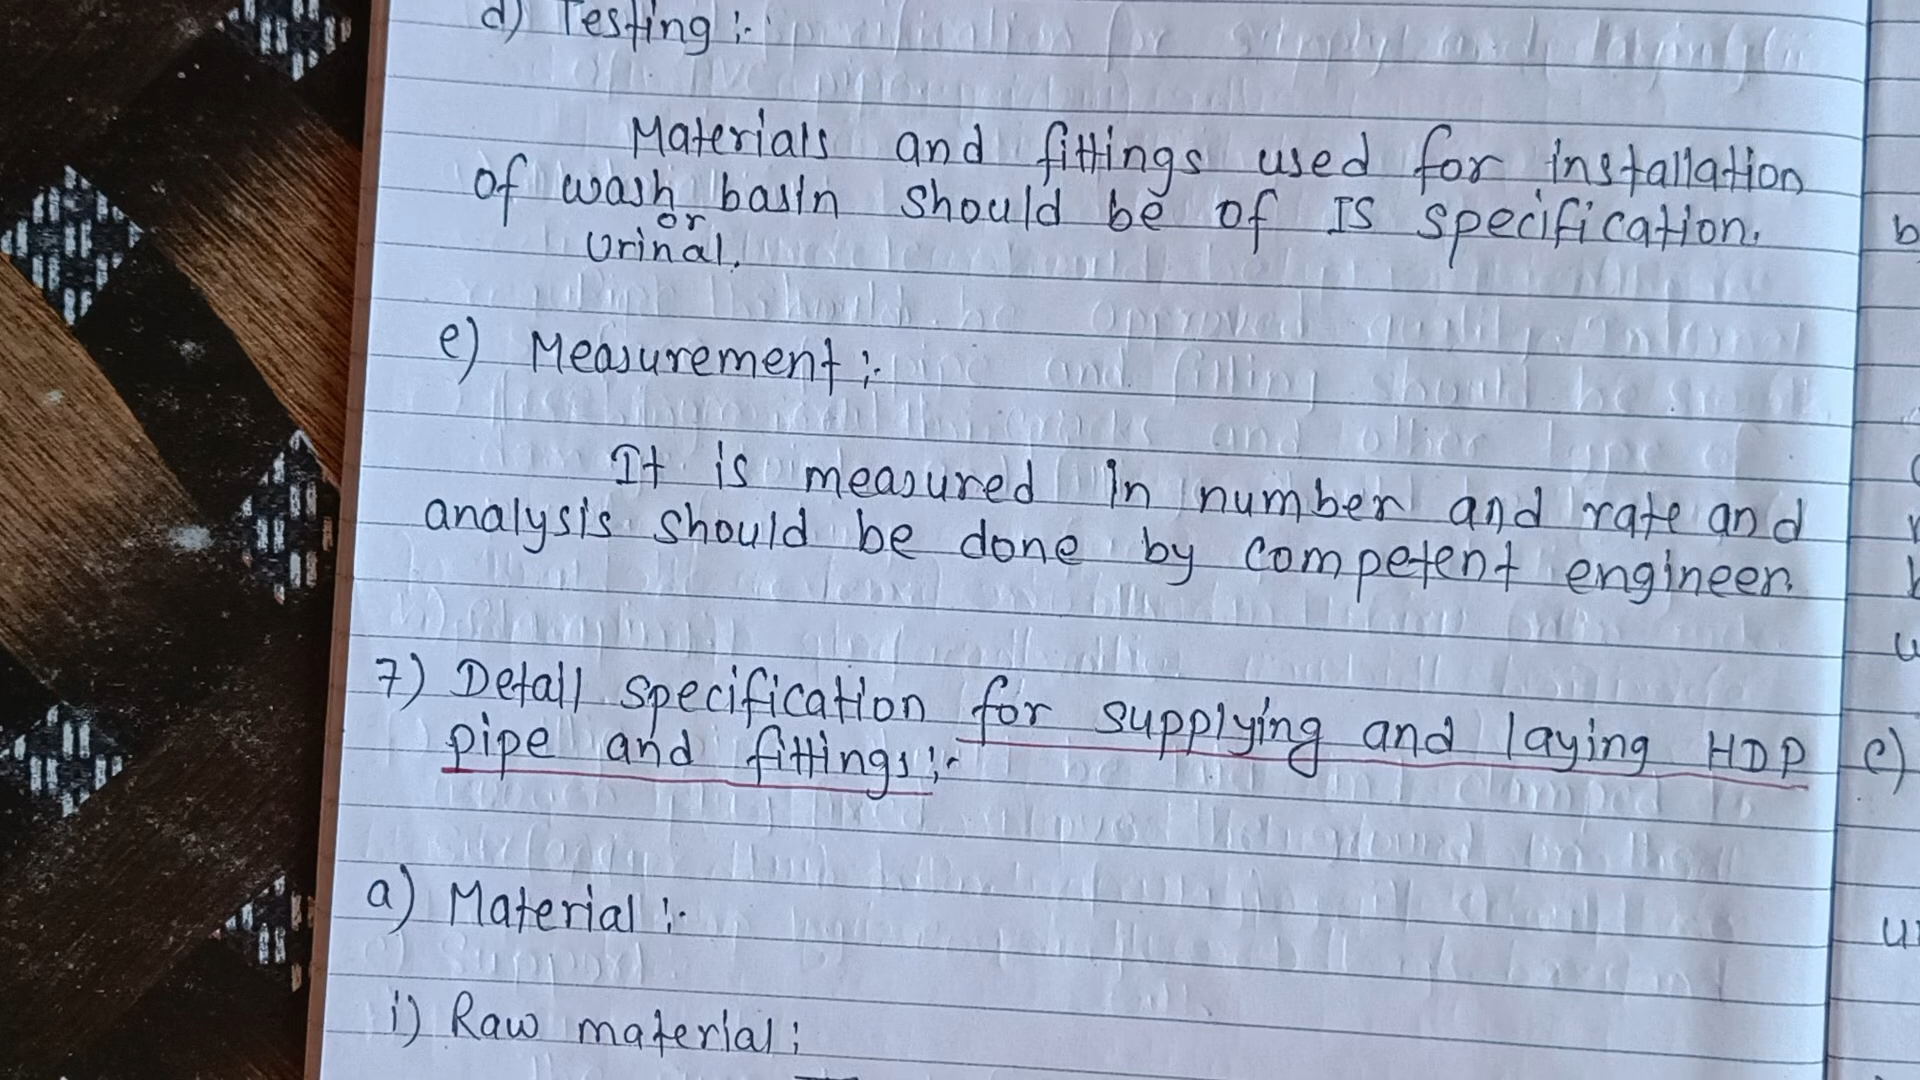 d) Testing :-
Materials and fittings used for installation
of wash basin should be of IS specification.
or
Urinal.
e) Measurement :-
It is measured in number and rate and
analysis should be done by competent engineer.
7) Detail specification for supplying and laying HDP
pipe and fittings :-
a) Material :-
i) Raw material :
b
e)